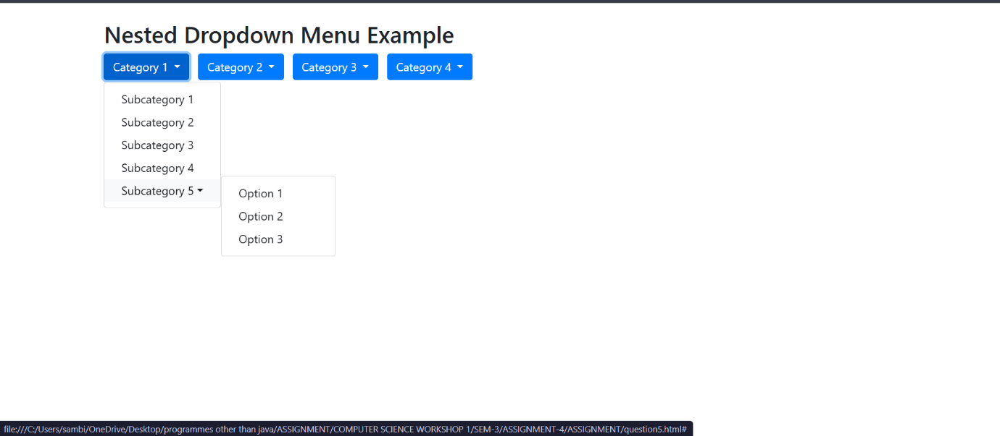 Nested Dropdown Menu Example
Category 1 Category 2 Category 3 Category 4
Subcategory 1
Subcategory 2
Subcategory 3
Subcategory 4
Subcategory 5
Option 1
Option 2
Option 3
file:///C:/Users/sambi/OneDrive/Desktop/programmes other than java/ASSIGNMENT/COMPUTER SCIENCE WORKSHOP 1/SEM-3/ASSIGNMENT-4/ASSIGNMENT/question5.html#